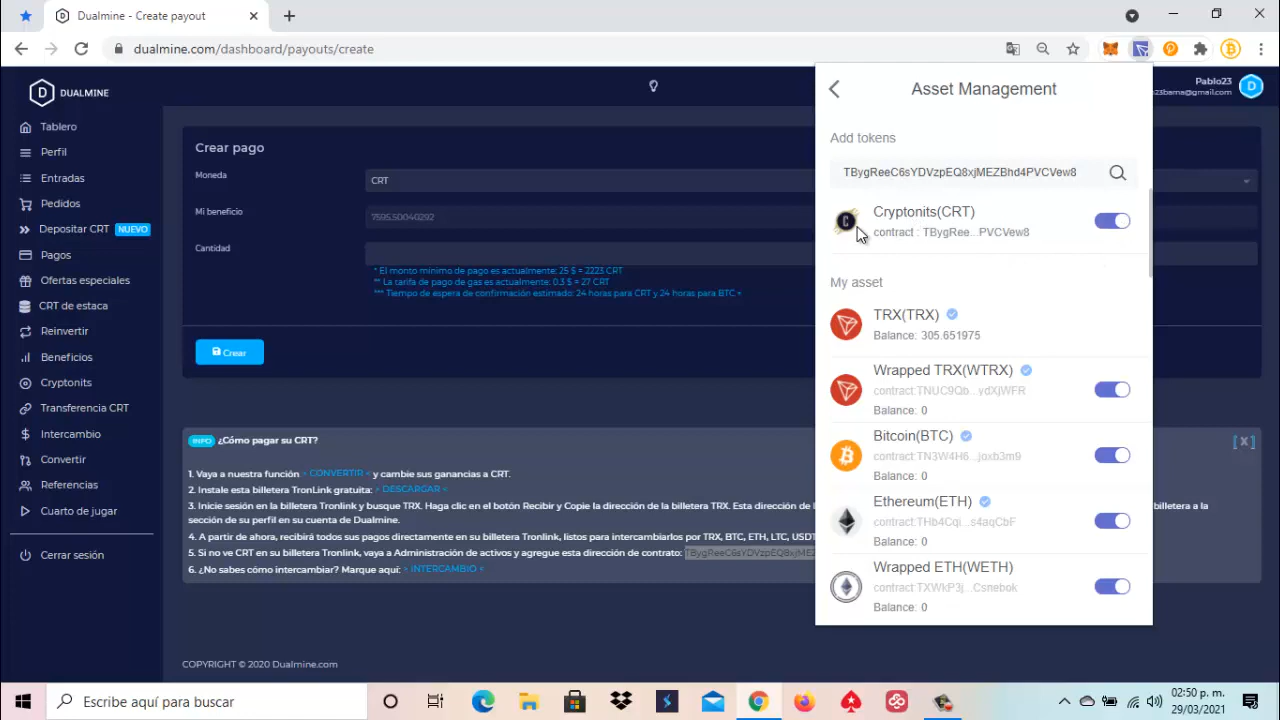 Dualmine - Create payout
dualmine.com/dashboard/payouts/create
D
DUALMINE
Pablo23
23bama@gmail.com
D
Tablero
Perfil
Entradas
Pedidos
Depositar CRT NUEVO
Pagos
Ofertas especiales
CRT de estaca
Reinvertir
Beneficios
Cryptonits
Transferencia CRT
Intercambio
Convertir
Referencias
Cuarto de jugar
Cerrar sesión
Crear pago
Moneda
CRT
Mi beneficio
7595.50040292
Cantidad
* El monto mínimo de pago es actualmente: 25 $ = 2223 CRT
** La tarifa de pago de gas es actualmente: 0.3 $ = 27 CRT
*** Tiempo de espera de confirmación estimado: 24 horas para CRT y 24 horas para BTC *
Crear
INFO ¿Cómo pagar su CRT?
[ X ]
1. Vaya a nuestra función > CONVERTIR < y cambie sus ganancias a CRT.
2. Instale esta billetera TronLink gratuita: > DESCARGAR <
3. Inicie sesión en la billetera Tronlink y busque TRX. Haga clic en el botón Recibir y Copie la dirección de la billetera TRX. Esta dirección de l
billetera a la
sección de su perfil en su cuenta de Dualmine.
4. A partir de ahora, recibirá todos sus pagos directamente en su billetera Tronlink, listos para intercambiarlos por TRX, BTC, ETH, LTC, USDT
5. Si no ve CRT en su billetera Tronlink, vaya a Administración de activos y agregue esta dirección de contrato: TBygReeC6sYDVzpEQ8xjMEZ
6. ¿No sabes cómo intercambiar? Marque aquí: > INTERCAMBIO <
COPYRIGHT © 2020 Dualmine.com
Asset Management
Add tokens
TBygReeC6sYDVzpEQ8xjMEZBhd4PVCVew8
Cryptonits(CRT)
contract : TBygRee...PVCVew8
My asset
TRX(TRX)
Balance: 305.651975
Wrapped TRX(WTRX)
contract:TNUC9Qb...ydXjWFR
Balance: 0
Bitcoin(BTC)
contract:TN3W4H6...joxb3m9
Balance: 0
Ethereum(ETH)
contract:THb4Cqi...s4aqCbF
Balance: 0
Wrapped ETH(WETH)
contract:TXWkP3j...Csnebok
Balance: 0
Escribe aquí para buscar
02:50 p. m.
29/03/2021